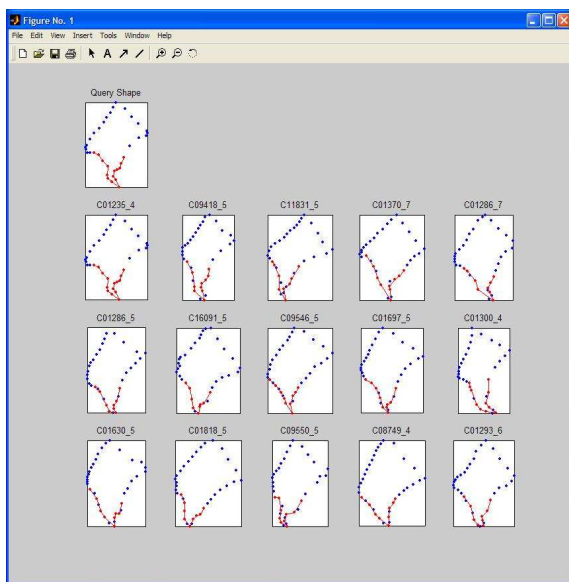 Figure No. 1
File Edit View Insert Tools Window Help
A
Query Shape
C01235_4 C09418_5 C11831_5 C01370_7 C01286_7
C01286_5 C16091_5 C09546_5 C01697_5 C01300_4
C01630_5 C01818_5 C09550_5 C08749_4 C01293_6